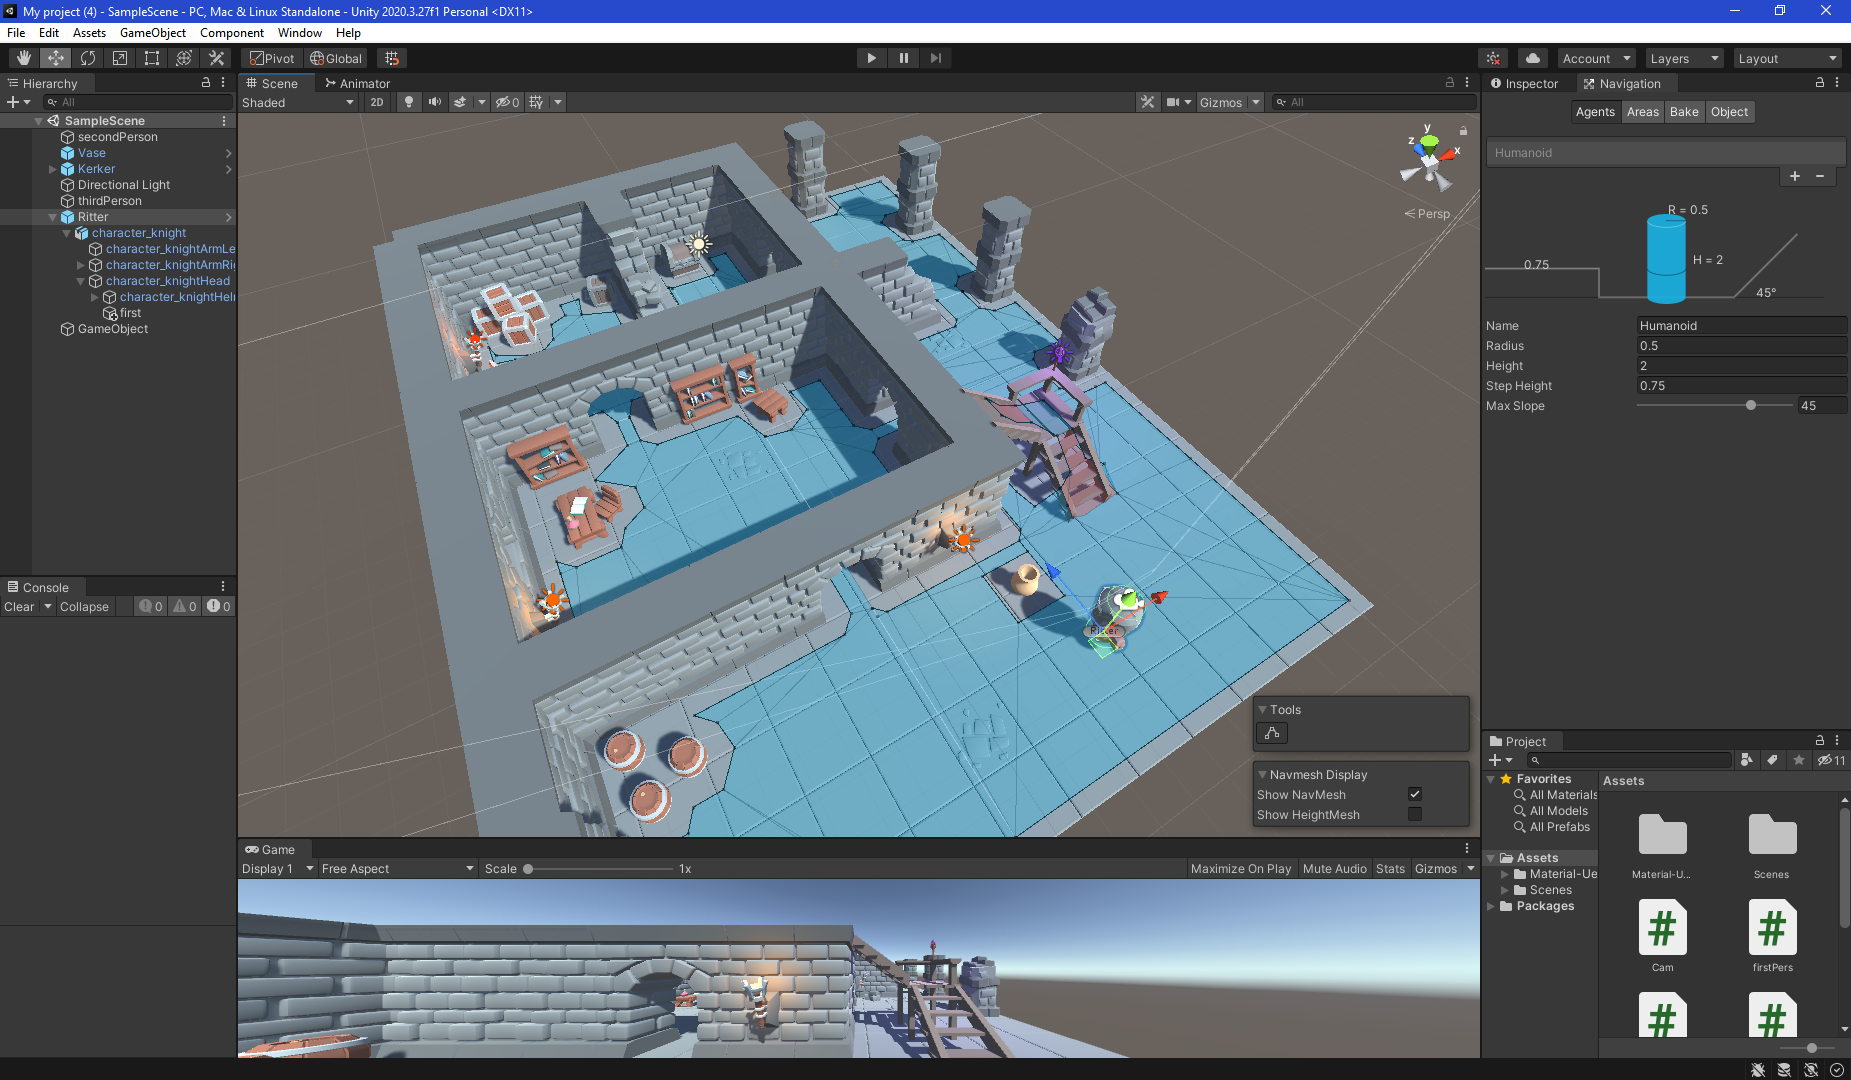 My project (4) - SampleScene - PC, Mac & Linux Standalone - Unity 2020.3.27f1 Personal <DX11>
File Edit Assets GameObject Component Window Help
Pivot Global Account Layers Layout
Hierarchy
All
SampleScene
secondPerson
Vase
Kerker
Directional Light
thirdPerson
Ritter
character_knight
character_knightArmLe
character_knightArmRi
character_knightHead
character_knightHel
first
GameObject
Console
Clear Collapse 0 0 0
Scene Animator
Shaded 2D 0 Gizmos All
y
z x
Persp
Ritter
Tools
Navmesh Display
Show NavMesh
Show HeightMesh
Game
Display 1 Free Aspect Scale 1x Maximize On Play Mute Audio Stats Gizmos
Inspector Navigation
Agents Areas Bake Object
Humanoid
R = 0.5
H = 2
0.75
45°
Name Humanoid
Radius 0.5
Height 2
Step Height 0.75
Max Slope 45
Project
11
Favorites
All Materials
All Models
All Prefabs
Assets
Material-Ue
Scenes
Packages
Assets
Material-U... Scenes
# #
Cam firstPers
# #